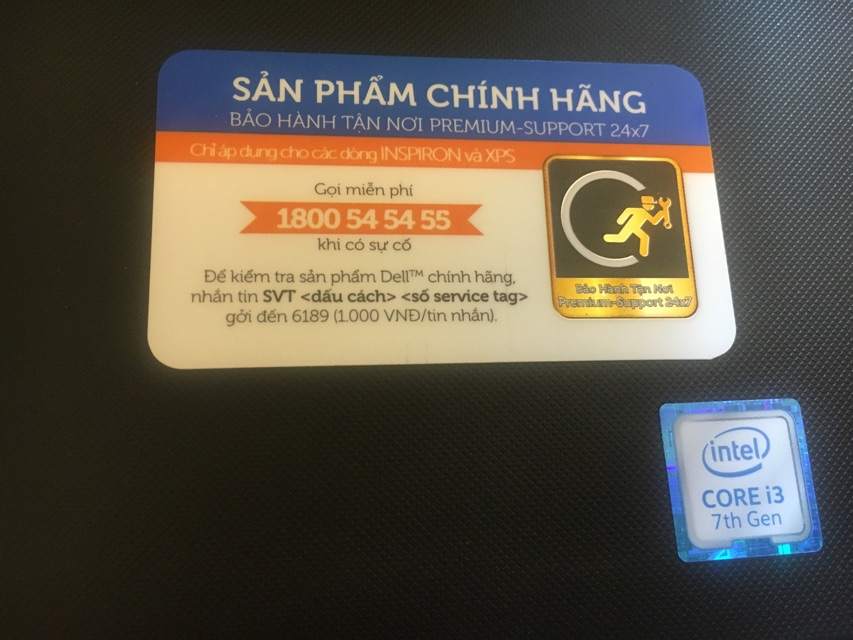 SẢN PHẨM CHÍNH HÃNG
BẢO HÀNH TẬN NƠI PREMIUM-SUPPORT 24x7
Chỉ áp dụng cho các dòng INSPIRON và XPS
Gọi miễn phí
1800 54 54 55
khi có sự cố
Để kiểm tra sản phẩm Dell™ chính hãng,
nhắn tin SVT <dấu cách> <số service tag>
gởi đến 6189 (1.000 VNĐ/tin nhắn).
Bảo Hành Tận Nơi
Premium-Support 24x7
intel
CORE i3
7th Gen